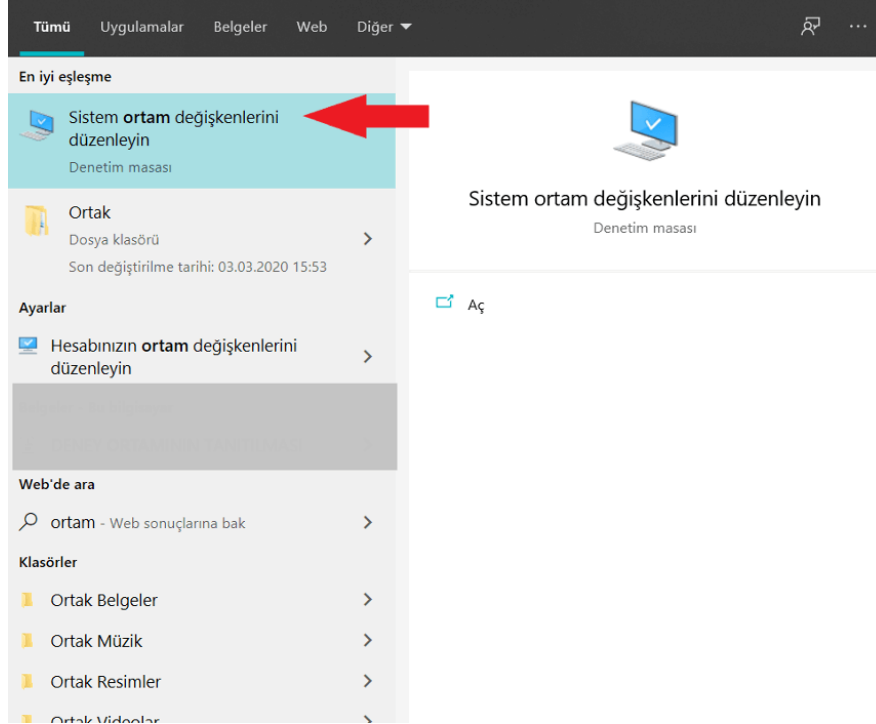 Tümü Uygulamalar Belgeler Web Diğer
En iyi eşleşme
Sistem ortam değişkenlerini
düzenleyin
Denetim masası
Ortak
Dosya klasörü
Son değiştirilme tarihi: 03.03.2020 15:53
Ayarlar
Hesabınızın ortam değişkenlerini
düzenleyin
Web'de ara
ortam - Web sonuçlarına bak
Klasörler
Ortak Belgeler
Ortak Müzik
Ortak Resimler
Ortak Videolar
Sistem ortam değişkenlerini düzenleyin
Denetim masası
Aç